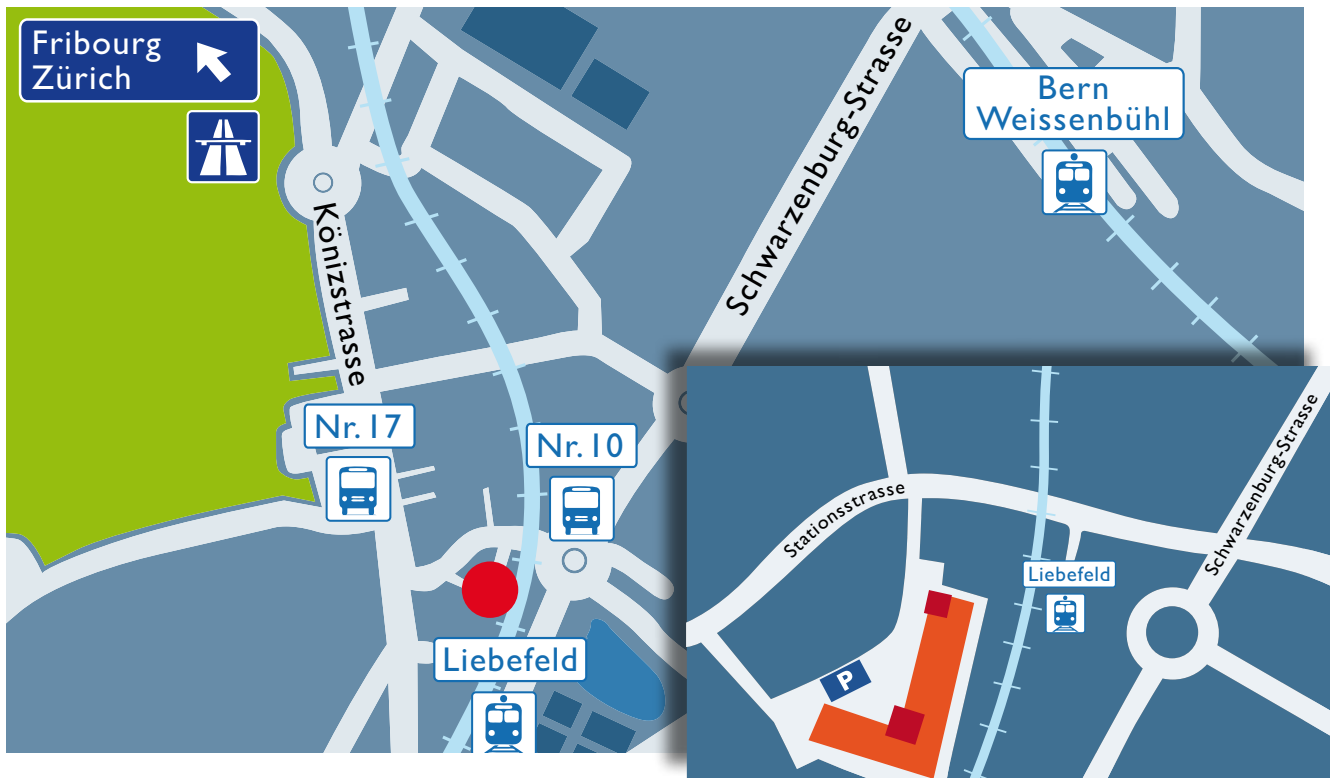 Fribourg
Zürich
Bern
Weissenbühl
Schwarzenburg-Strasse
Könizstrasse
Nr. 17
Nr. 10
Liebefeld
Stationsstrasse
Schwarzenburg-Strasse
Liebefeld
P